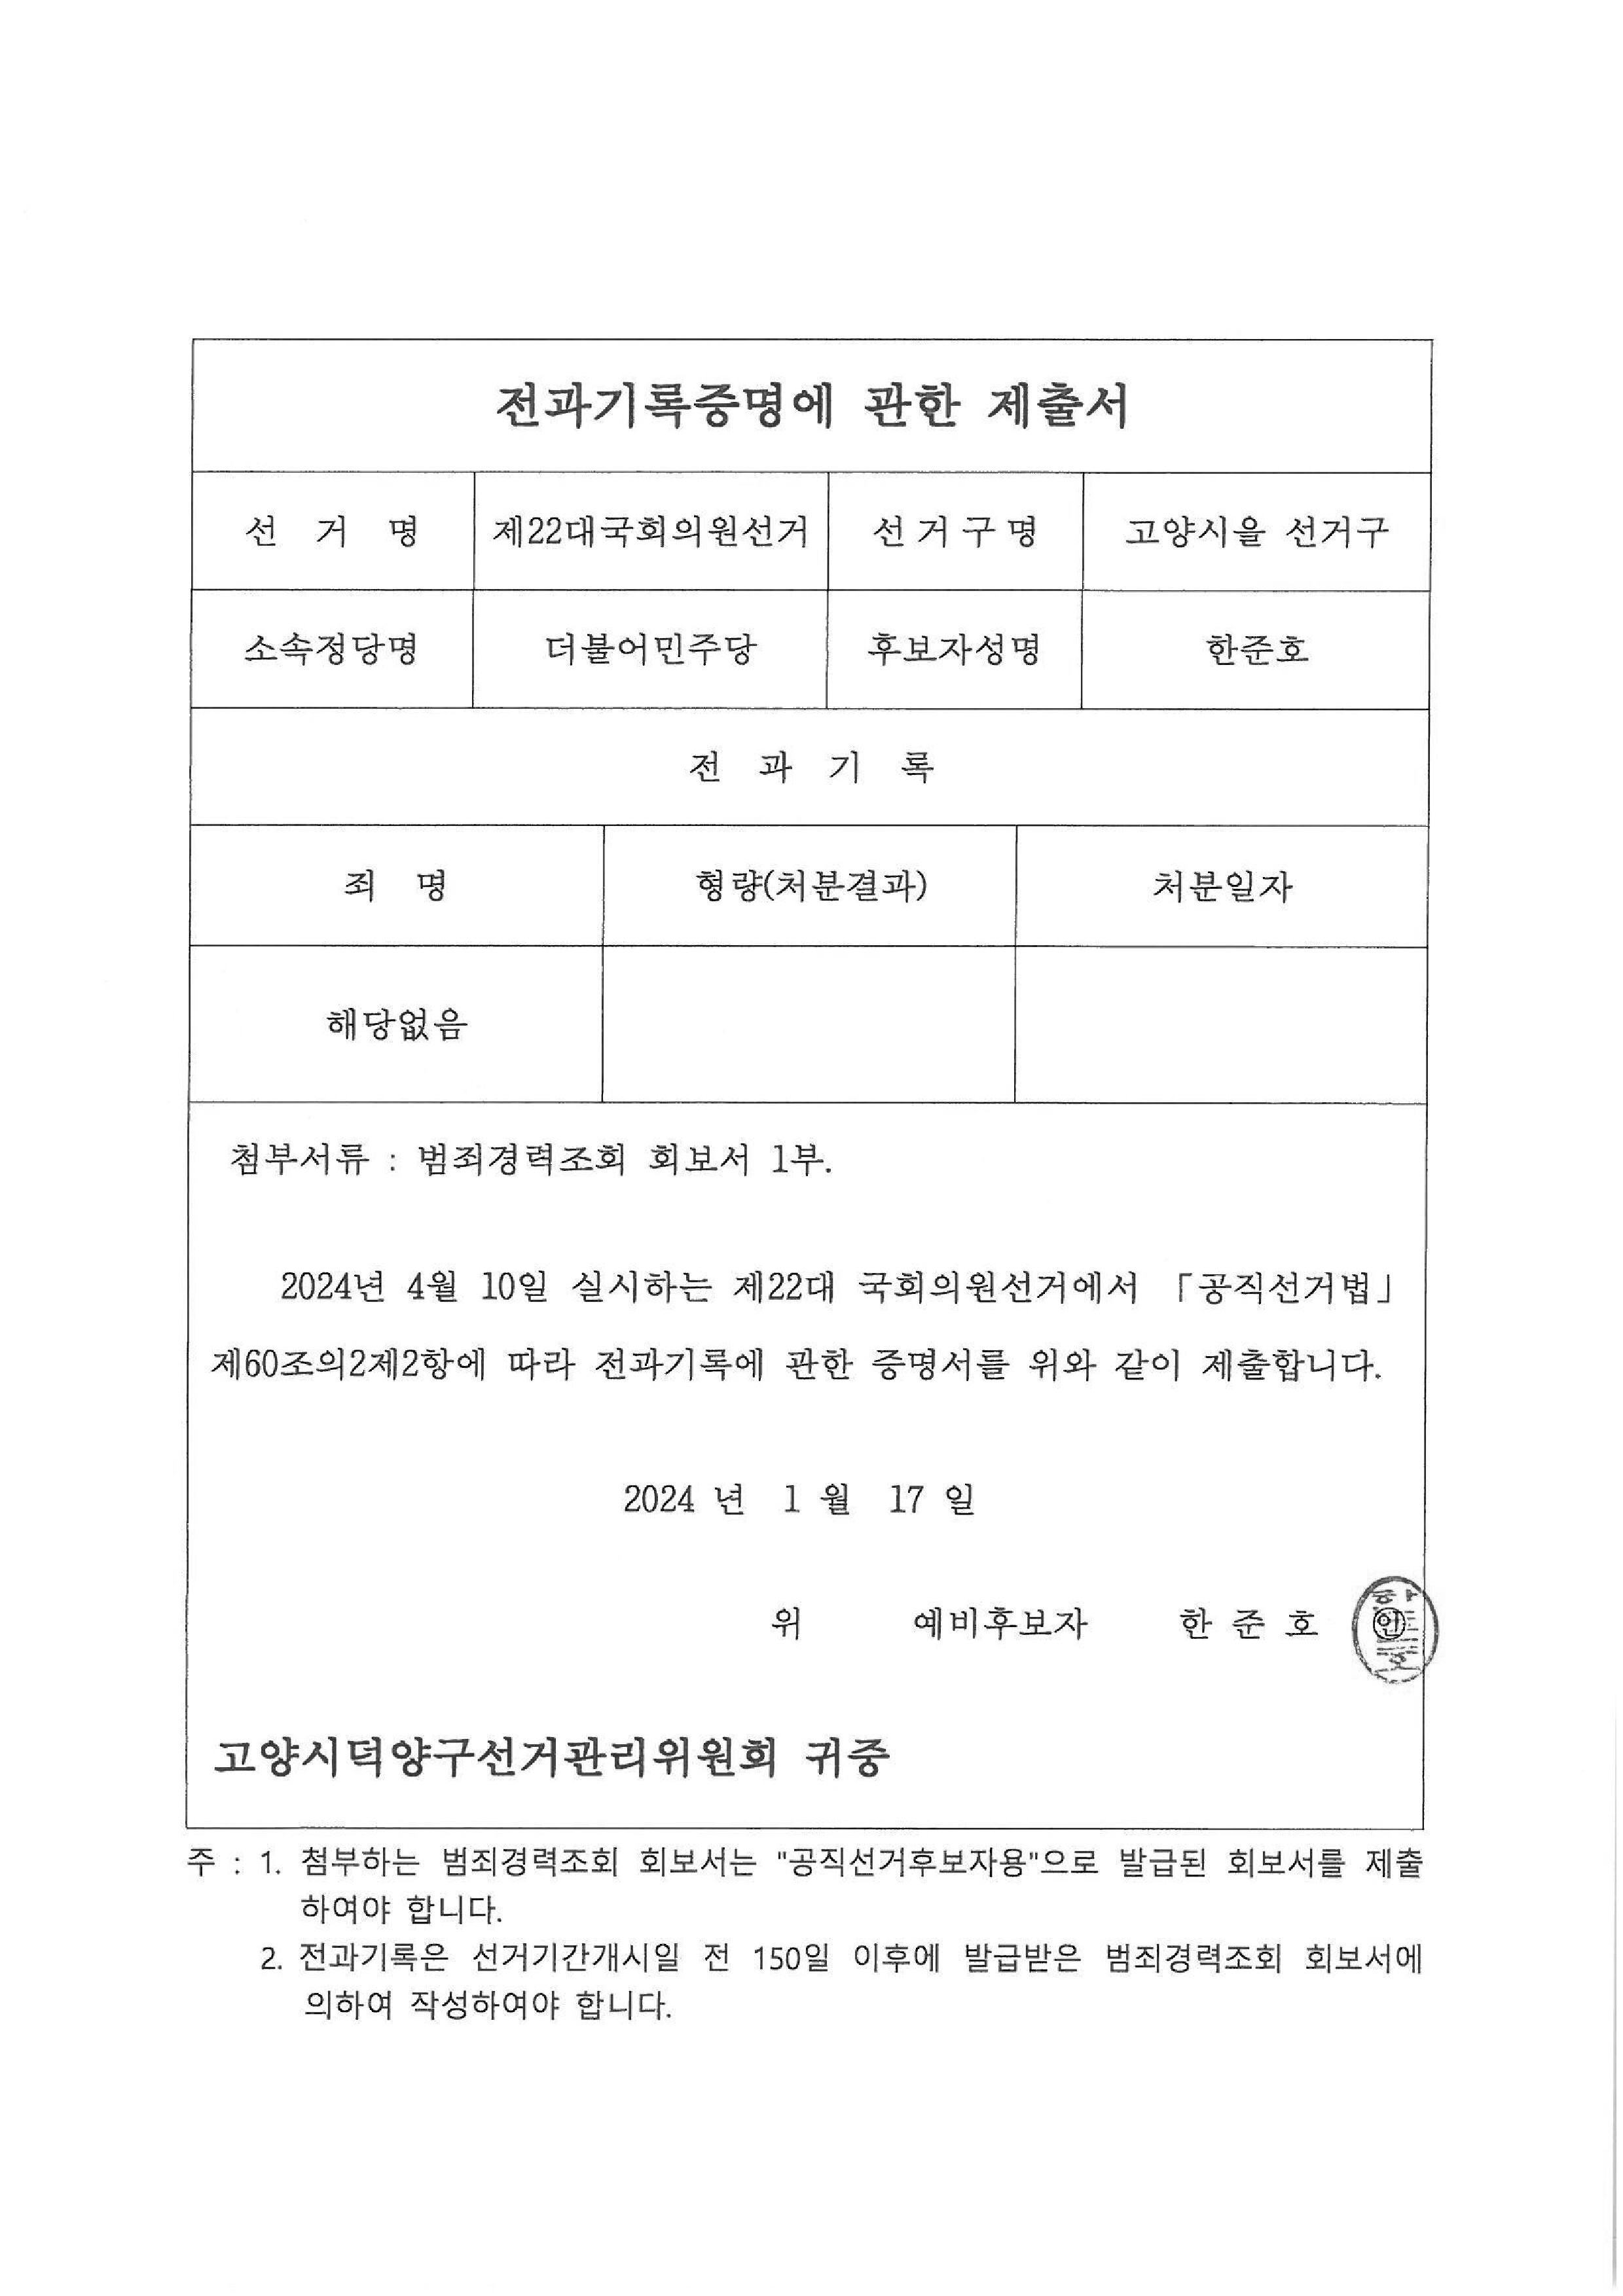 전과기록증명에 관한 제출서
선 거 명 제22대국회의원선거 선 거 구 명 고양시을 선거구
소속정당명 더불어민주당 후보자성명 한준호
전 과 기 록
죄 명 형량(처분결과) 처분일자
해당없음
첨부서류 : 범죄경력조회 회보서 1부.
2024년 4월 10일 실시하는 제22대 국회의원선거에서 「공직선거법」
제60조의2제2항에 따라 전과기록에 관한 증명서를 위와 같이 제출합니다.
2024 년 1 월 17 일
위 예비후보자 한 준 호 ㊞
고양시덕양구선거관리위원회 귀중
주 : 1. 첨부하는 범죄경력조회 회보서는 "공직선거후보자용"으로 발급된 회보서를 제출
하여야 합니다.
2. 전과기록은 선거기간개시일 전 150일 이후에 발급받은 범죄경력조회 회보서에
의하여 작성하여야 합니다.